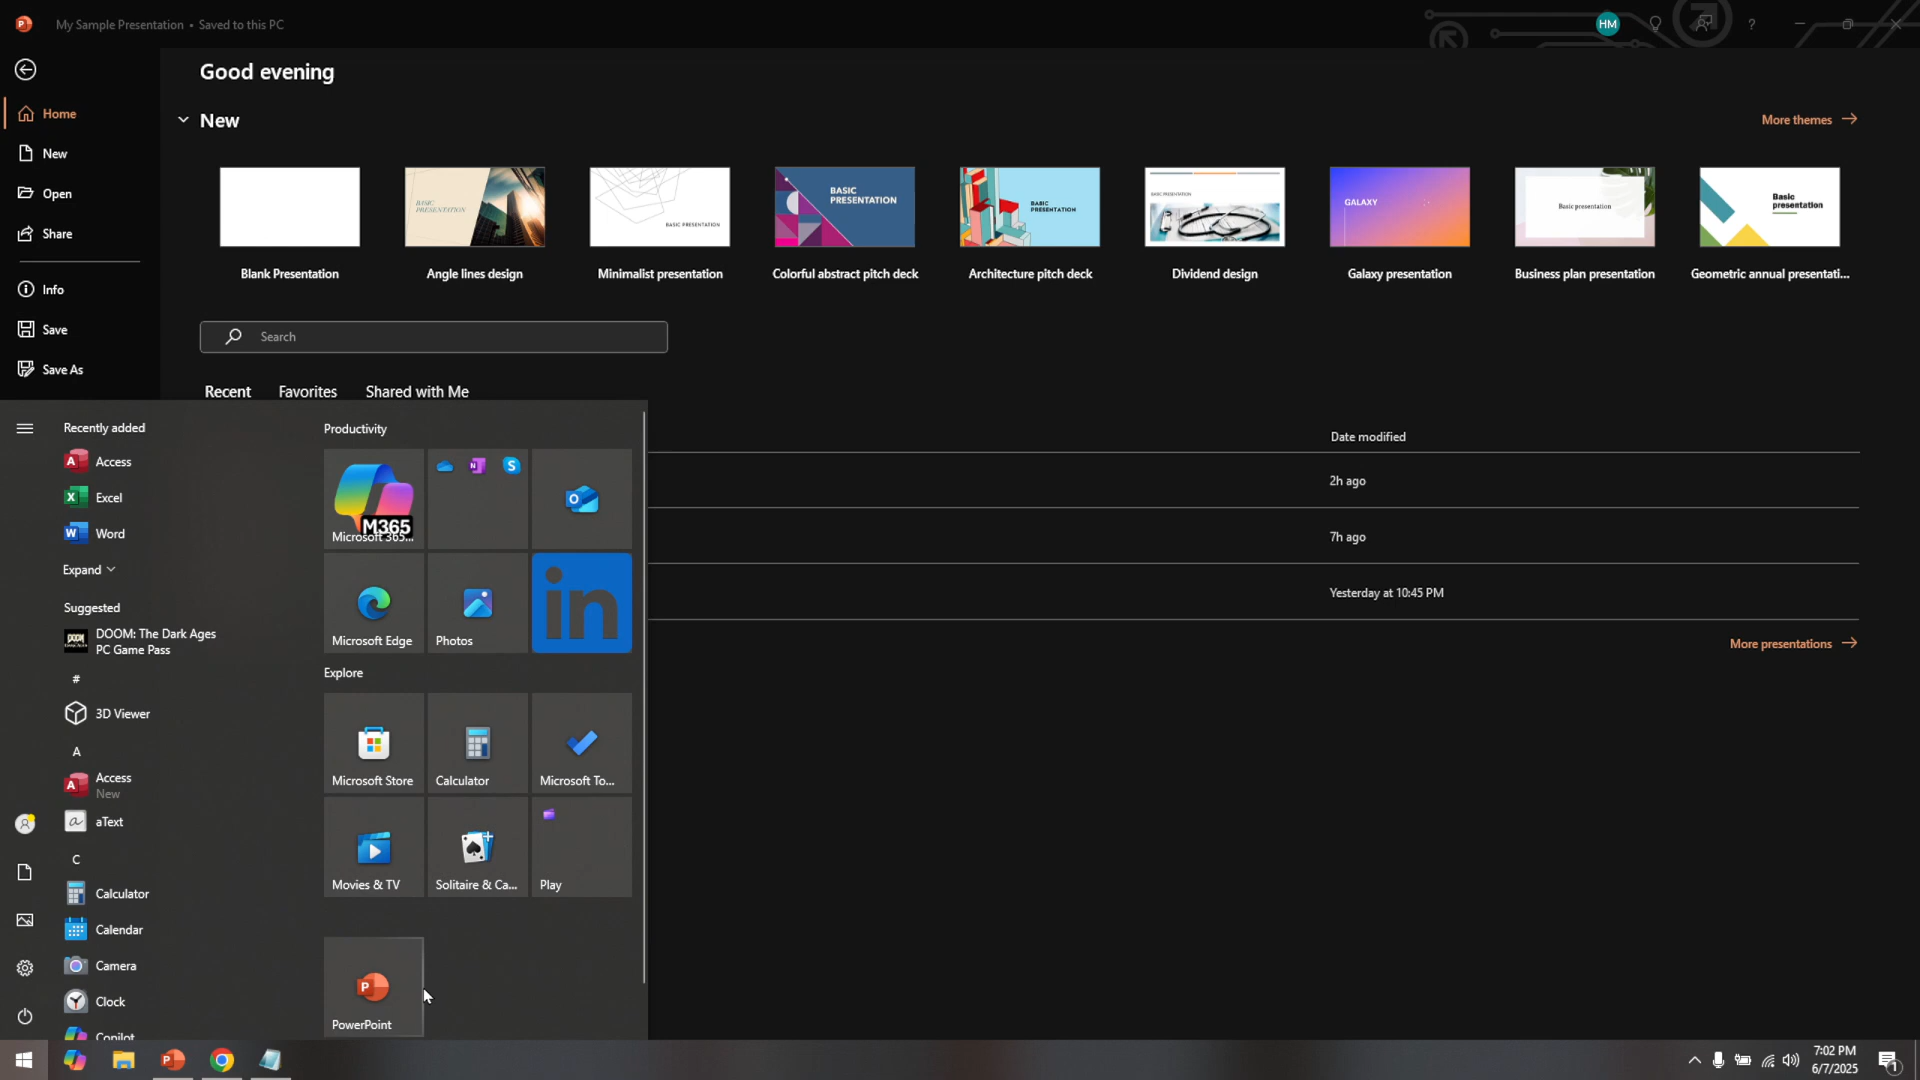 My Sample Presentation • Saved to this PC
HM
?
Good evening
Home
New
Open
Share
Info
Save
Save As
New
More themes
BASIC
PRESENTATION
BASIC PRESENTATION
BASIC
PRESENTATION
BASIC
PRESENTATION
BASIC PRESENTATION
GALAXY
Basic presentation
Basic
presentation
Blank Presentation
Angle lines design
Minimalist presentation
Colorful abstract pitch deck
Architecture pitch deck
Dividend design
Galaxy presentation
Business plan presentation
Geometric annual presentati...
Search
Recent
Favorites
Shared with Me
Date modified
2h ago
7h ago
Yesterday at 10:45 PM
More presentations
Recently added
Access
Excel
Word
Expand
Suggested
DOOM: The Dark Ages
PC Game Pass
#
3D Viewer
A
Access
New
aText
C
Calculator
Calendar
Camera
Clock
Copilot
Productivity
M365
Microsoft 365...
Microsoft Edge
Photos
in
Explore
Microsoft Store
Calculator
Microsoft To...
Movies & TV
Solitaire & Ca...
Play
PowerPoint
7:02 PM
6/7/2025
1